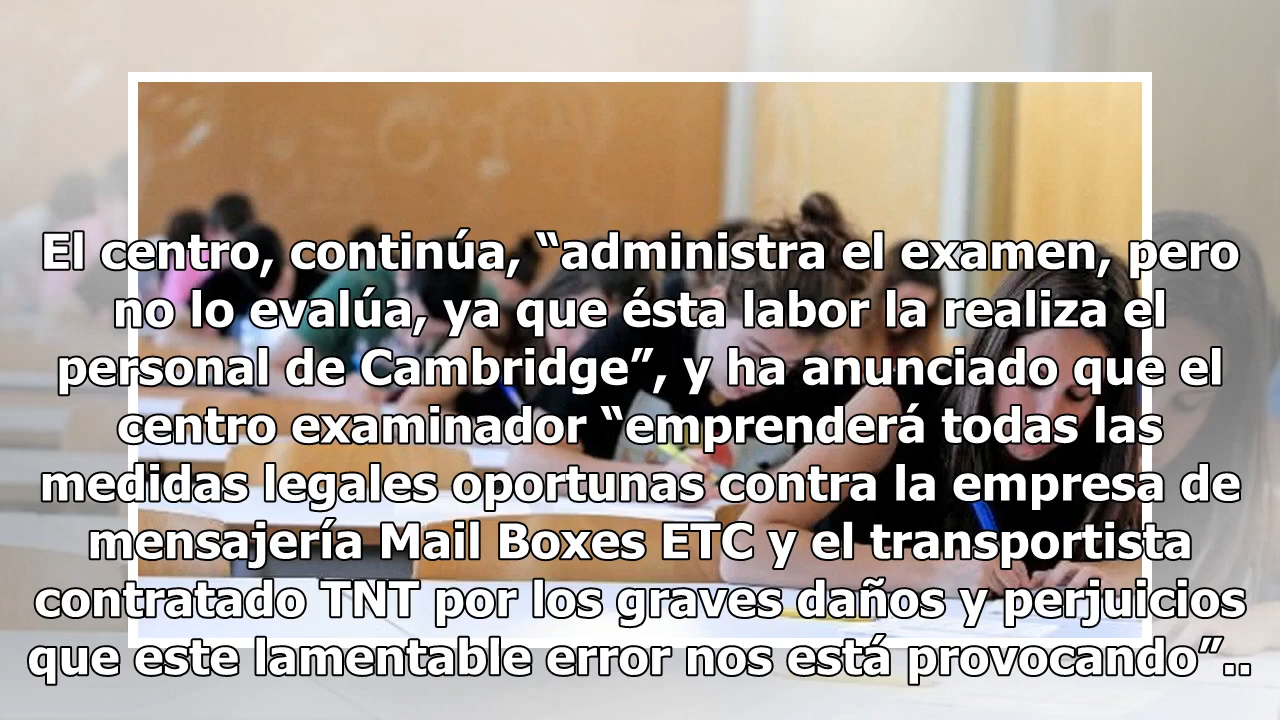 El centro, continúa, “administra el examen, pero
no lo evalúa, ya que ésta labor la realiza el
personal de Cambridge”, y ha anunciado que el
centro examinador “emprenderá todas las
medidas legales oportunas contra la empresa de
mensajería Mail Boxes ETC y el transportista
contratado TNT por los graves daños y perjuicios
que este lamentable error nos está provocando”..